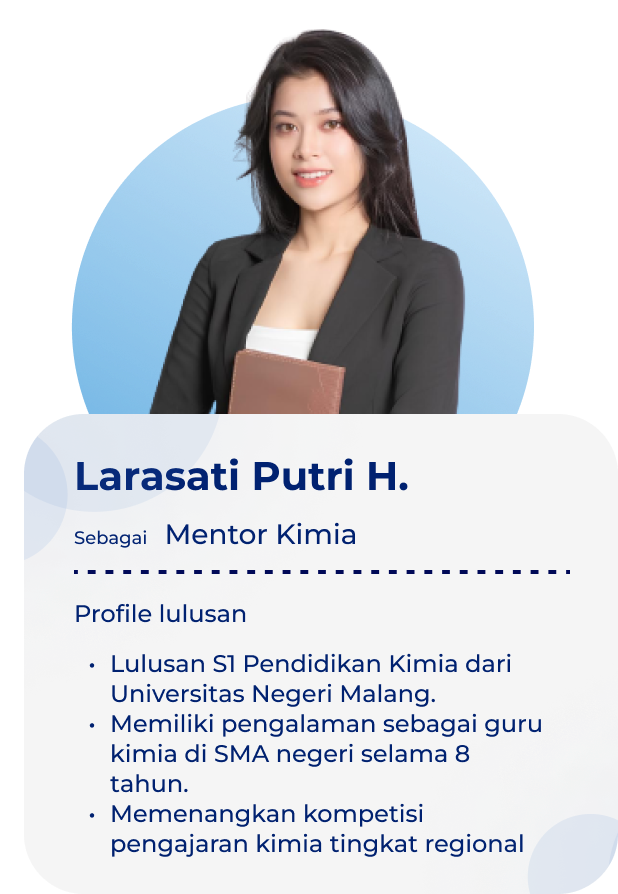 Larasati Putri H.
Sebagai Mentor Kimia
Profile lulusan
• Lulusan S1 Pendidikan Kimia dari
Universitas Negeri Malang.
• Memiliki pengalaman sebagai guru
kimia di SMA negeri selama 8
tahun.
• Memenangkan kompetisi
pengajaran kimia tingkat regional